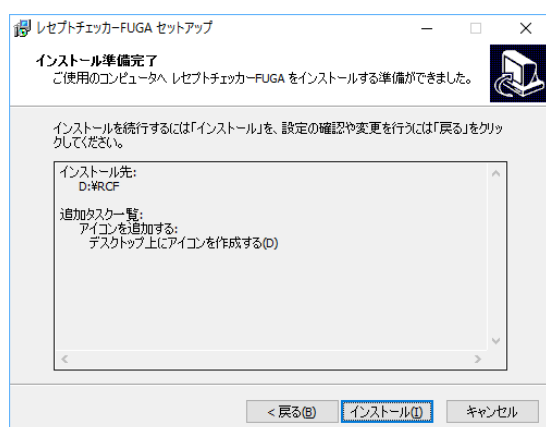 レセプトチェッカーFUGA セットアップ
インストール準備完了
ご使用のコンピュータへ レセプトチェッカーFUGA をインストールする準備ができました。
インストールを続行するには「インストール」を、設定の確認や変更を行うには「戻る」をクリッ
クしてください。
インストール先:
D:¥RCF
追加タスク一覧:
アイコンを追加する:
デスクトップ上にアイコンを作成する(D)
< 戻る(B)
インストール(I)
キャンセル